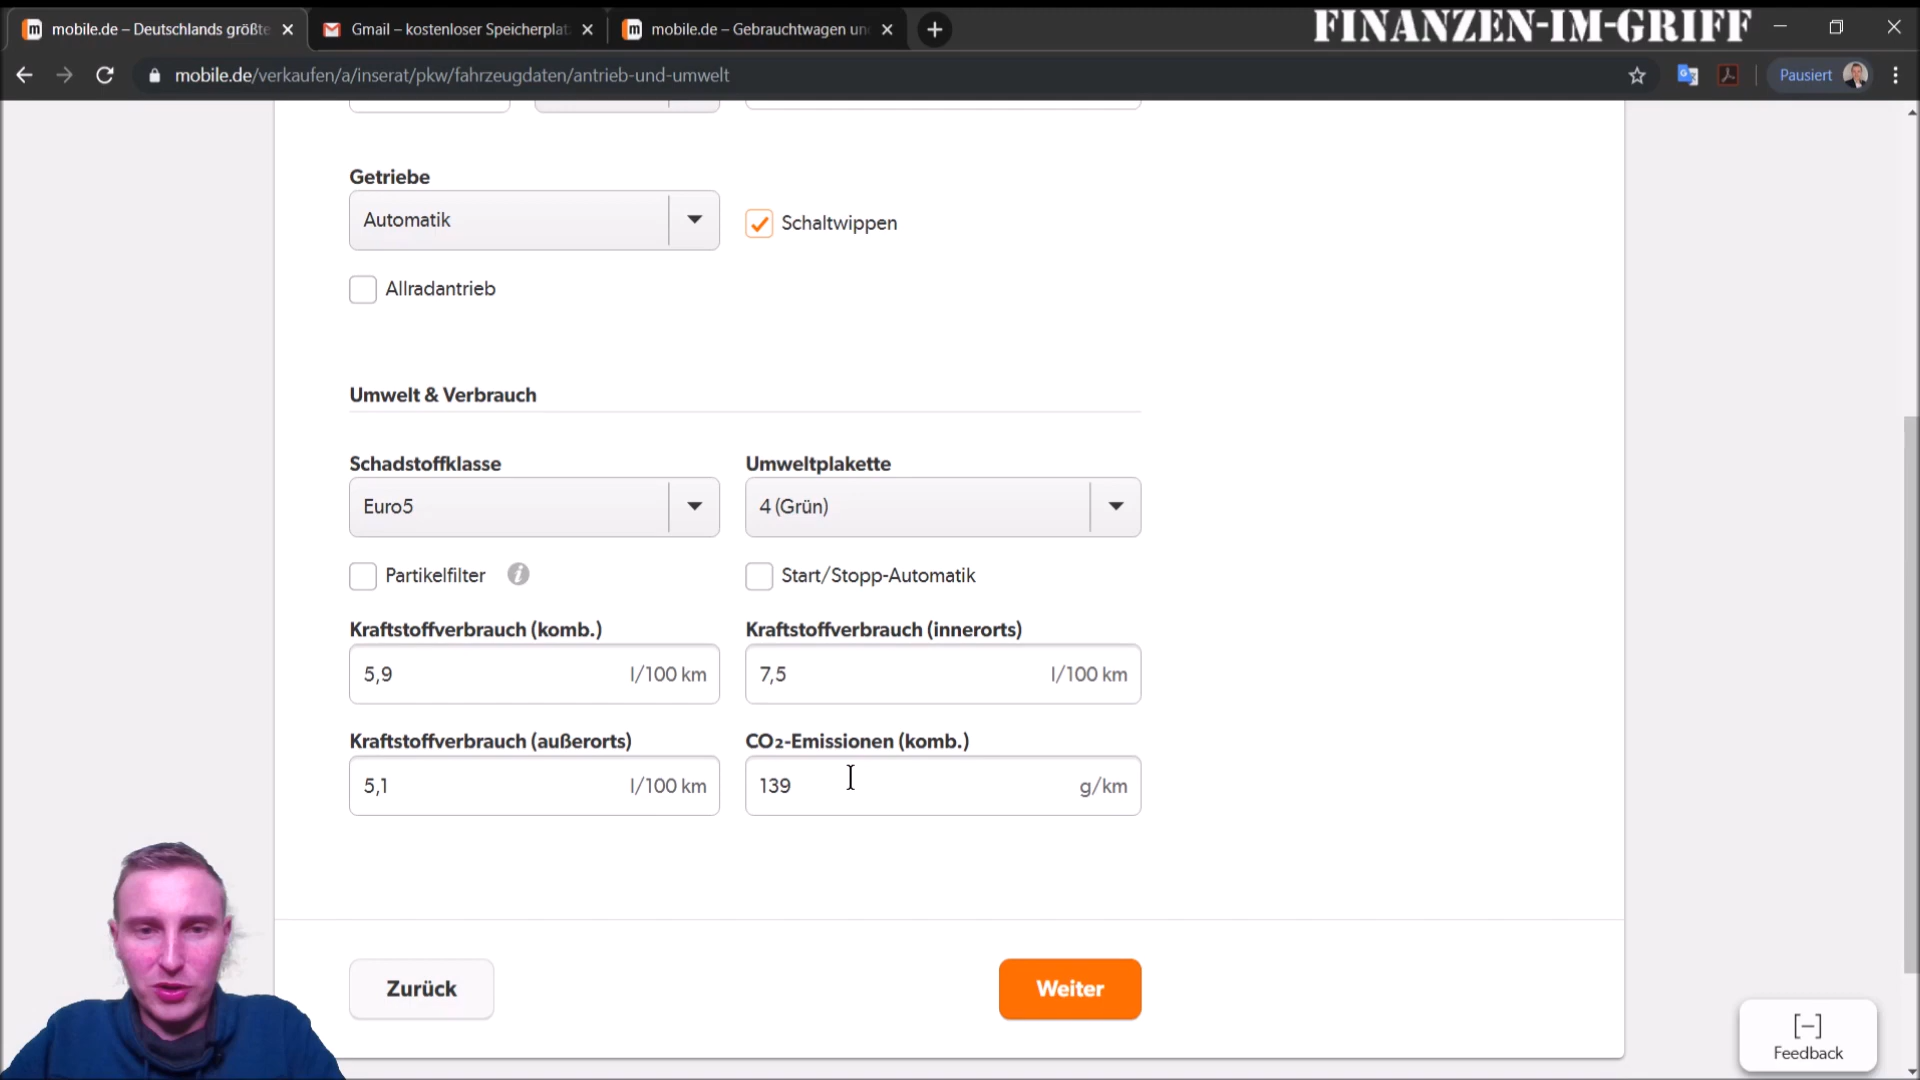 mobile.de – Deutschlands größte
Gmail – kostenloser Speicherplat
mobile.de – Gebrauchtwagen un
FINANZEN-IM-GRIFF
mobile.de/verkaufen/a/inserat/pkw/fahrzeugdaten/antrieb-und-umwelt
Pausiert
Getriebe
Automatik
Schaltwippen
Allradantrieb
Umwelt & Verbrauch
Schadstoffklasse
Umweltplakette
Euro5
4 (Grün)
Partikelfilter
Start/Stopp-Automatik
Kraftstoffverbrauch (komb.)
Kraftstoffverbrauch (innerorts)
5,9 l/100 km
7,5 l/100 km
Kraftstoffverbrauch (außerorts)
CO₂-Emissionen (komb.)
5,1 l/100 km
139 g/km
Zurück
Weiter
[-]
Feedback